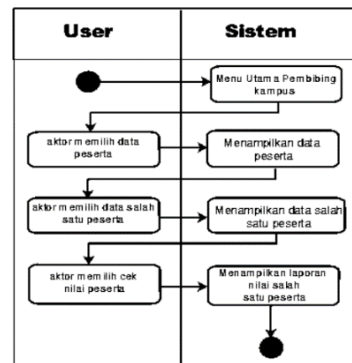 User
Sistem
Menu Utama Pembibing
kampus
aktor memilih data
peserta
Menampilkan data
peserta
aktor memilih data salah
satu peserta
Menampilkan data salah
satu peserta
aktor memilih cek
nilai peserta
Menampilkan laporan
nilai salah
satu peserta